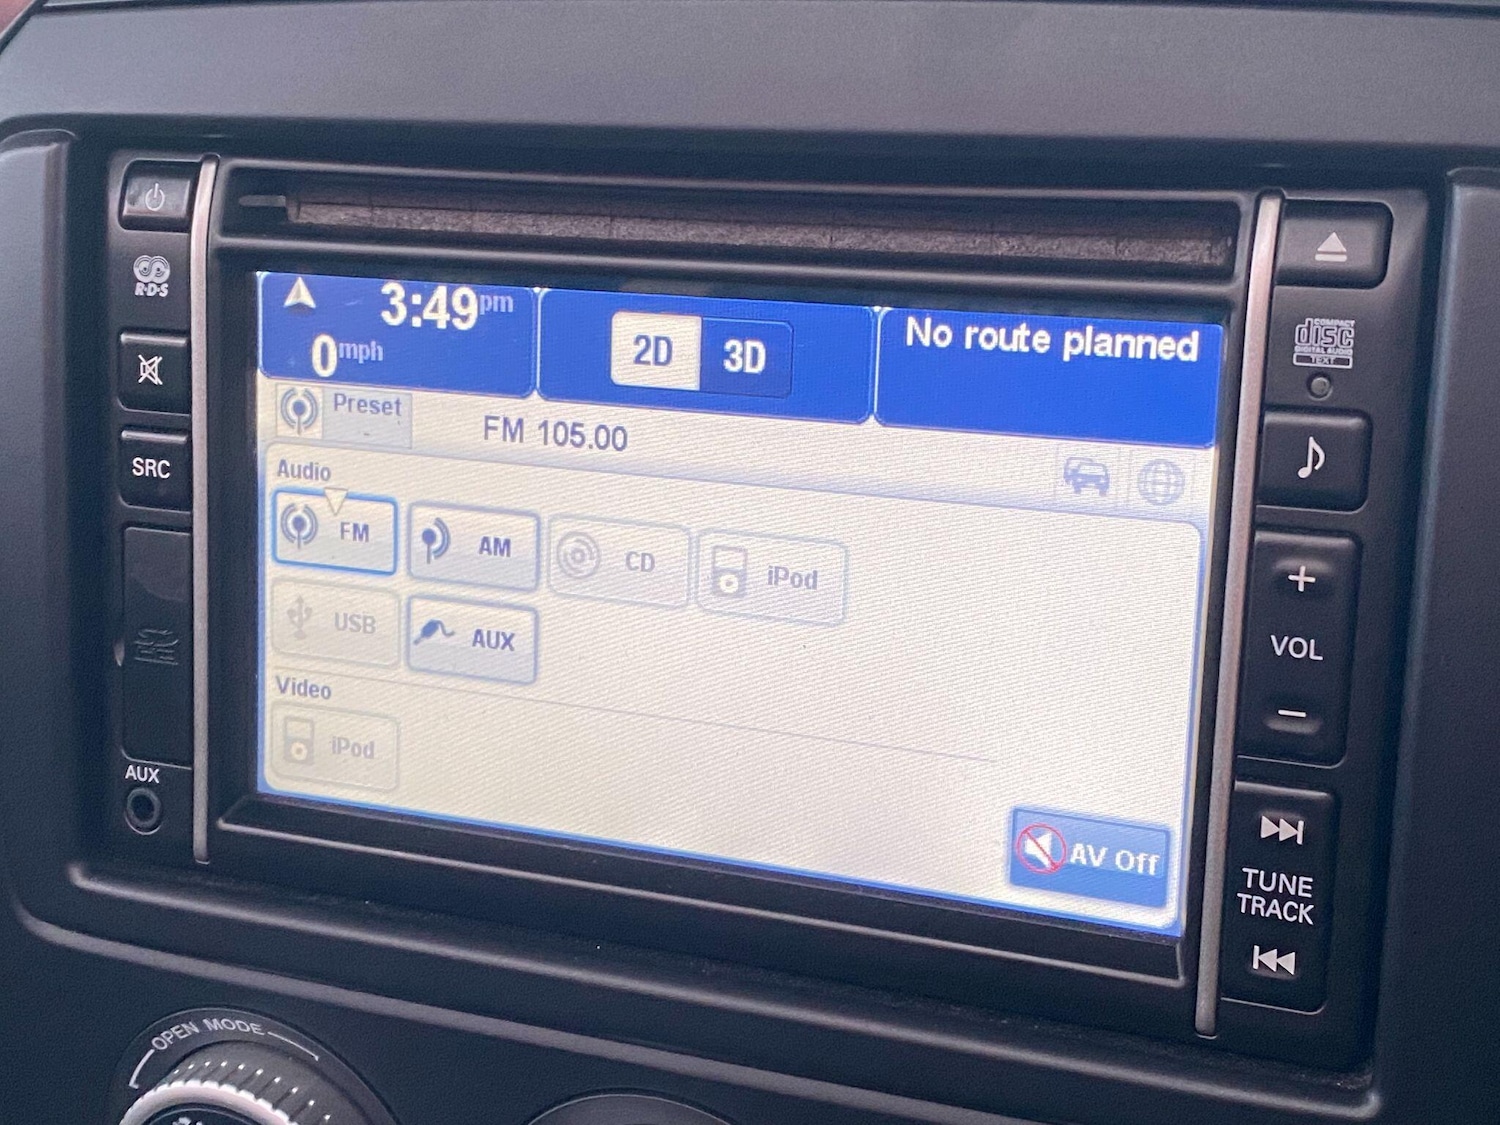 R·D·S
SRC
AUX
3:49pm
0mph
2D 3D
No route planned
Preset
-
FM 105.00
Audio
FM AM CD iPod
USB AUX
Video
iPod
AV Off
COMPACT
disc
DIGITAL AUDIO
TEXT
+
VOL
−
TUNE
TRACK
OPEN MODE